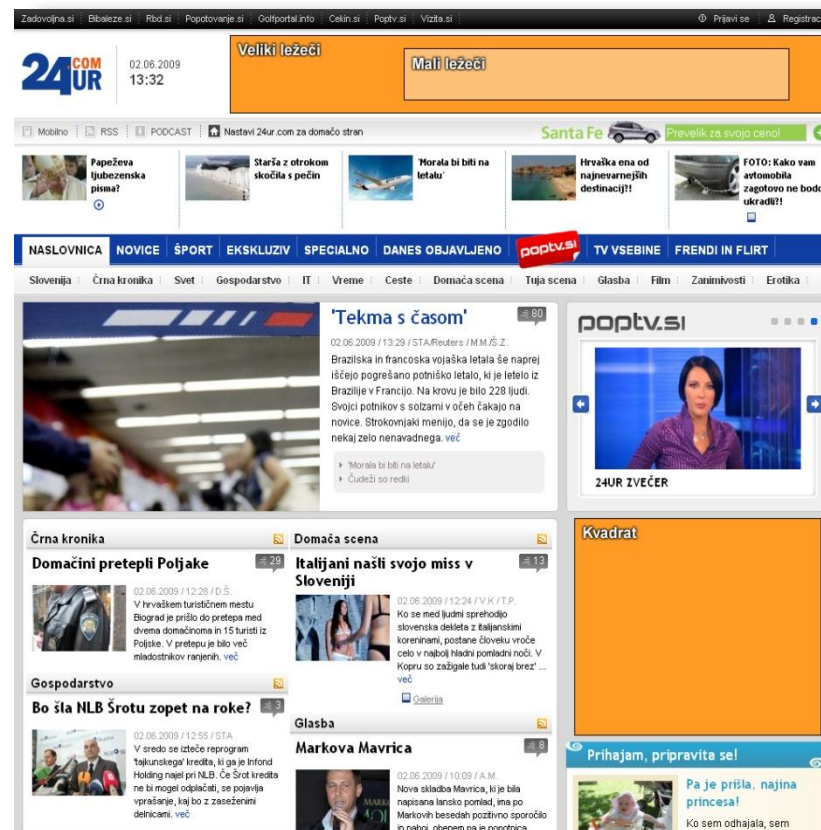 Zadovoljna.si Bibaleze.si Rbd.si Popotovanje.si Golfportal.info Cekin.si Poptv.si Vizita.si Prijavi se Registrac
24UR.COM
02.06.2009
13:32
Veliki ležeči
Mali ležeči
Mobilno RSS PODCAST Nastavi 24ur.com za domačo stran
Santa Fe Prevelik za svojo ceno!
Papeževa
ljubezenska
pisma?
Starša z otrokom
skočila s pečin
'Morala bi biti na
letalu'
Hrvaška ena od
najnevarnejših
destinacij?!
FOTO: Kako vam
avtomobila
zagotovo ne bodo
ukradli?!
NASLOVNICA NOVICE ŠPORT EKSKLUZIV SPECIALNO DANES OBJAVLJENO poptv.si TV VSEBINE FRENDI IN FLIRT
Slovenija Črna kronika Svet Gospodarstvo IT Vreme Ceste Domača scena Tuja scena Glasba Film Zanimivosti Erotika
'Tekma s časom'
80
02.06.2009 / 13:29 / STA/Reuters / M.M./Š.Z.
Brazilska in francoska vojaška letala še naprej
iščejo pogrešano potniško letalo, ki je letelo iz
Brazilije v Francijo. Na krovu je bilo 228 ljudi.
Svojci potnikov s solzami v očeh čakajo na
novice. Strokovnjaki menijo, da se je zgodilo
nekaj zelo nenavadnega. več
'Morala bi biti na letalu'
Čudeži so redki
poptv.si
24UR ZVEČER
Črna kronika
Domačini pretepli Poljake
29
02.06.2009 / 12:28 / D.Š.
V hrvaškem turističnem mestu
Biograd je prišlo do pretepa med
dvema domačinoma in 15 turisti iz
Poljske. V pretepu je bilo več
mladostnikov ranjenih. več
Gospodarstvo
Bo šla NLB Šrotu zopet na roke?
3
02.06.2009 / 12:55 / STA
V sredo se izteče reprogram
'tajkunskega' kredita, ki ga je Infond
Holding najel pri NLB. Če Šrot kredita
ne bi mogel odplačati, se pojavlja
vprašanje, kaj bo z zaseženimi
delnicami. več
Domača scena
Italijani našli svojo miss v
Sloveniji
13
02.06.2009 / 12:24 / V.K./T.P.
Ko se med ljudmi sprehodijo
slovenska dekleta z italijanskimi
koreninami, postane človeku vroče
celo v najbolj hladni pomladni noči. V
Kopru so zažigale tudi 'skoraj brez' ...
več
Galerija
Glasba
Markova Mavrica
8
02.06.2009 / 10:09 / A.M.
Nova skladba Mavrica, ki je bila
napisana lansko pomlad, ima po
Markovih besedah pozitivno sporočilo
in naboj, obenem pa je popotnica
Kvadrat
Prihajam, pripravita se!
Pa je prišla, najina
princesa!
Ko sem odhajala, sem